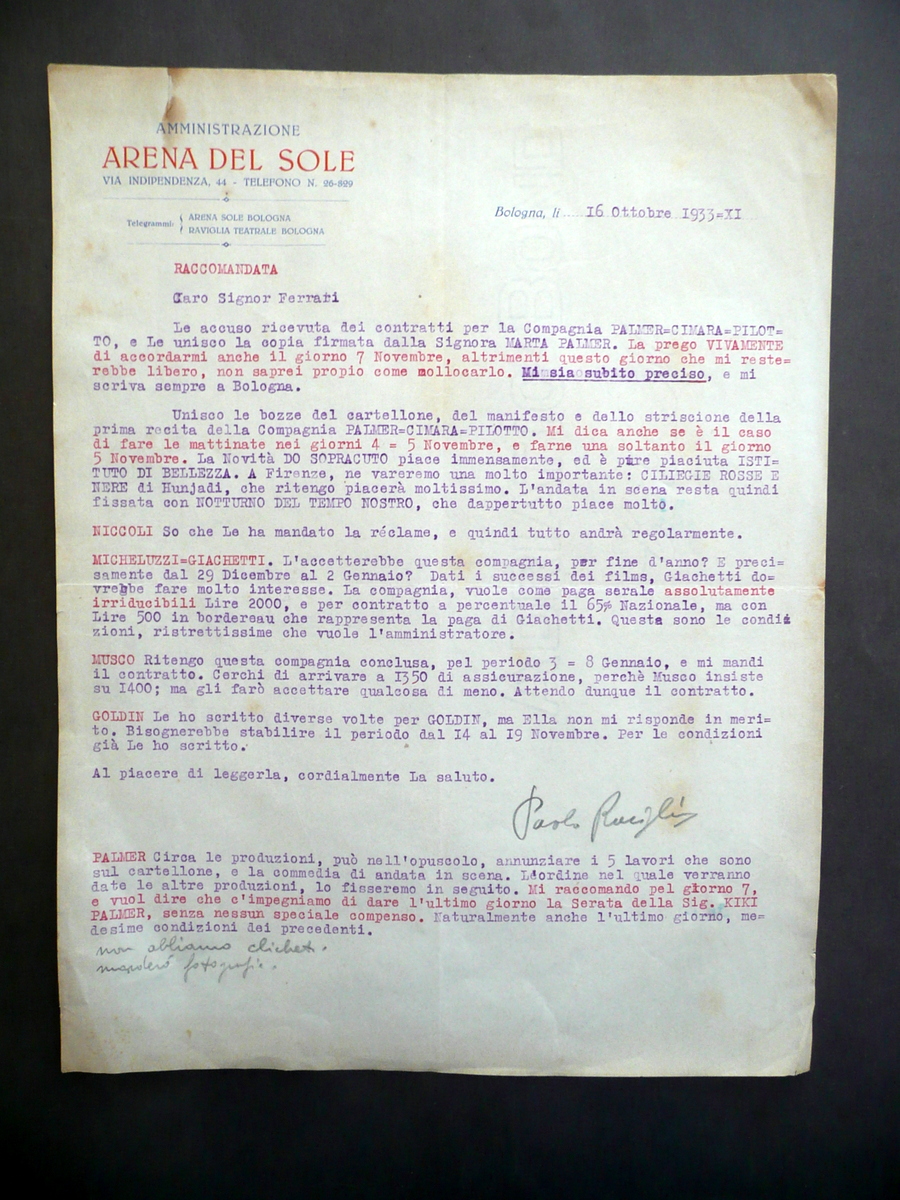 AMMINISTRAZIONE
ARENA DEL SOLE
VIA INDIPENDENZA, 44 - TELEFONO N. 26-829
Telegrammi: { ARENA SOLE BOLOGNA
RAVIGLIA TEATRALE BOLOGNA
Bologna, lì 16 Ottobre 1933=XI
RACCOMANDATA
Caro Signor Ferrati
Le accuso ricevuta dei contratti per la Compagnia PALMER=CIMARA=PILOT=
TO, e Le unisco la copia firmata dalla Signora MARTA PALMER. La prego VIVAMENTE
di accordarmi anche il giorno 7 Novembre, altrimenti questo giorno che mi reste=
rebbe libero, non saprei propio come mollocarlo. Mi sia subito preciso, e mi
scriva sempre a Bologna.
Unisco le bozze del cartellone, del manifesto e dello striscione della
prima recita della Compagnia PALMER=CIMARA=PILOTTO. Mi dica anche se è il caso
di fare le mattinate nei giorni 4 = 5 Novembre, e farne una soltanto il giorno
5 Novembre. La Novità DO SOPRACUTO piace immensamente, ed è pure piaciuta ISTI=
TUTO DI BELLEZZA. A Firenze, ne vareremo una molto importante: CILIEGIE ROSSE E
NERE di Hunjadi, che ritengo piacerà moltissimo. L'andata in scena resta quindi
fissata con NOTTURNO DEL TEMPO NOSTRO, che dappertutto piace molto.
NICCOLI So che Le ha mandato la réclame, e quindi tutto andrà regolarmente.
MICHELUZZI=GIACHETTI. L'accetterebbe questa compagnia, per fine d'anno? E preci=
samente dal 29 Dicembre al 2 Gennaio? Dati i successi dei films, Giachetti do=
vrebbe fare molto interesse. La compagnia, vuole come paga serale assolutamente
irriducibili Lire 2000, e per contratto a percentuale il 65% Nazionale, ma con
Lire 500 in bordereau che rappresenta la paga di Giachetti. Questa sono le condi
zioni, ristrettissime che vuole l'amministratore.
MUSCO Ritengo questa compagnia conclusa, pel periodo 3 = 8 Gennaio, e mi mandi
il contratto. Cerchi di arrivare a 1350 di assicurazione, perchè Musco insiste
su 1400; ma gli farò accettare qualcosa di meno. Attendo dunque il contratto.
GOLDIN Le ho scritto diverse volte per GOLDIN, ma Ella non mi risponde in meri=
to. Bisognerebbe stabilire il periodo dal 14 al 19 Novembre. Per le condizioni
già Le ho scritto.
Al piacere di leggerla, cordialmente La saluto.
Paolo Raviglia
PALMER Circa le produzioni, può nell'opuscolo, annunziare i 5 lavori che sono
sul cartellone, e la commedia di andata in scena. L'ordine nel quale verranno
date le altre produzioni, lo fisseremo in seguito. Mi raccomando pel giorno 7,
e vuol dire che c'impegniamo di dare l'ultimo giorno la Serata della Sig. KIKI
PALMER, senza nessun speciale compenso. Naturalmente anche l'ultimo giorno, me=
desime condizioni dei precedenti.
non abbiamo clichets.
manderò fotografie.